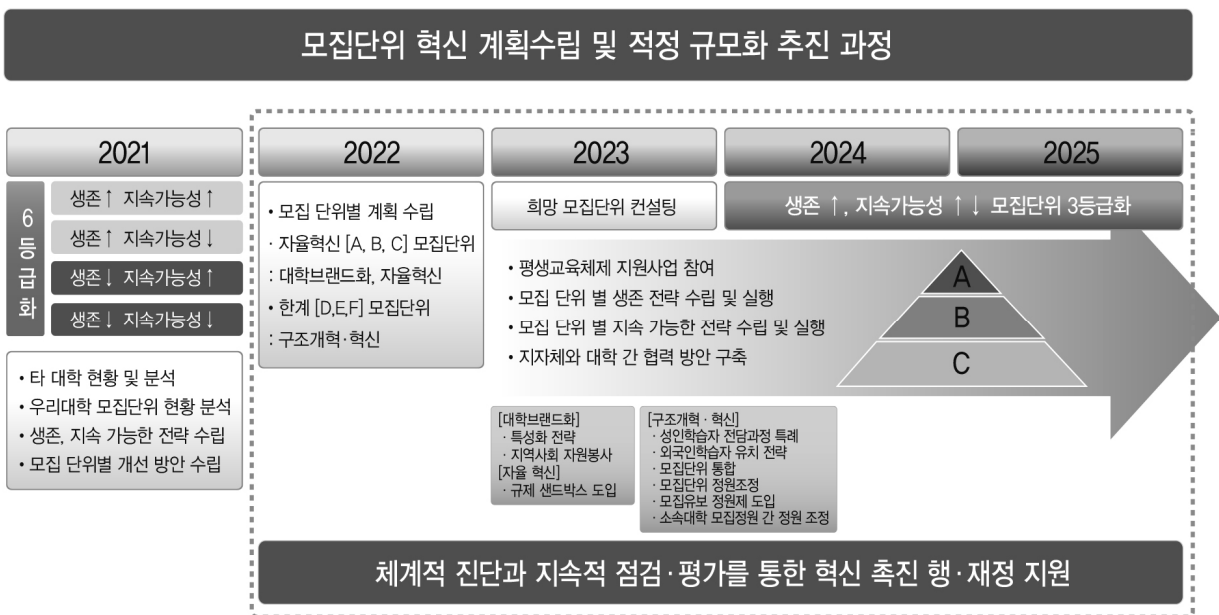 모집단위 혁신 계획수립 및 적정 규모화 추진 과정
2021
6등급화
생존↑ 지속가능성↑
생존↑ 지속가능성↓
생존↓ 지속가능성↑
생존↓ 지속가능성↓
• 타 대학 현황 및 분석
• 우리대학 모집단위 현황 분석
• 생존, 지속 가능한 전략 수립
• 모집 단위별 개선 방안 수립
2022
• 모집 단위별 계획 수립
· 자율혁신 [A, B, C] 모집단위
: 대학브랜드화, 자율혁신
• 한계 [D,E,F] 모집단위
: 구조개혁·혁신
2023
희망 모집단위 컨설팅
2024
2025
생존 ↑, 지속가능성 ↑ ↓ 모집단위 3등급화
• 평생교육체제 지원사업 참여
• 모집 단위 별 생존 전략 수립 및 실행
• 모집 단위 별 지속 가능한 전략 수립 및 실행
• 지자체와 대학 간 협력 방안 구축
A
B
C
[대학브랜드화]
· 특성화 전략
· 지역사회 자원봉사
[자율 혁신]
· 규제 샌드박스 도입
[구조개혁 · 혁신]
· 성인학습자 전담과정 특례
· 외국인학습자 유치 전략
· 모집단위 통합
· 모집단위 정원조정
· 모집유보 정원제 도입
· 소속대학 모집정원 간 정원 조정
체계적 진단과 지속적 점검·평가를 통한 혁신 촉진 행·재정 지원